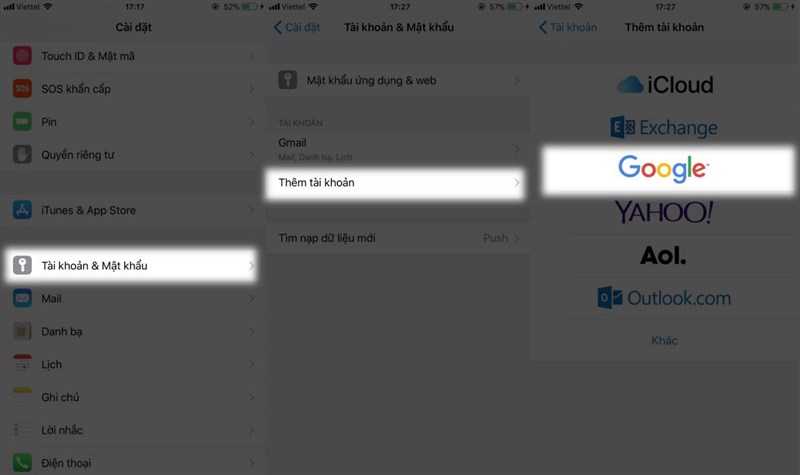 Viettel 17:17 52%
Cài đặt
Touch ID & Mật mã
SOS
SOS khẩn cấp
Pin
Quyền riêng tư
iTunes & App Store
Tài khoản & Mật khẩu
Mail
Danh bạ
Lịch
Ghi chú
Lời nhắc
Điện thoại
Viettel 17:27 57%
Cài đặt Tài khoản & Mật khẩu
Mật khẩu ứng dụng & web
TÀI KHOẢN
Gmail
Mail, Danh bạ, Lịch
Thêm tài khoản
Tìm nạp dữ liệu mới Push
Viettel 17:27 57%
Tài khoản Thêm tài khoản
iCloud
Exchange
Google™
YAHOO!
Aol.
Outlook.com
Khác